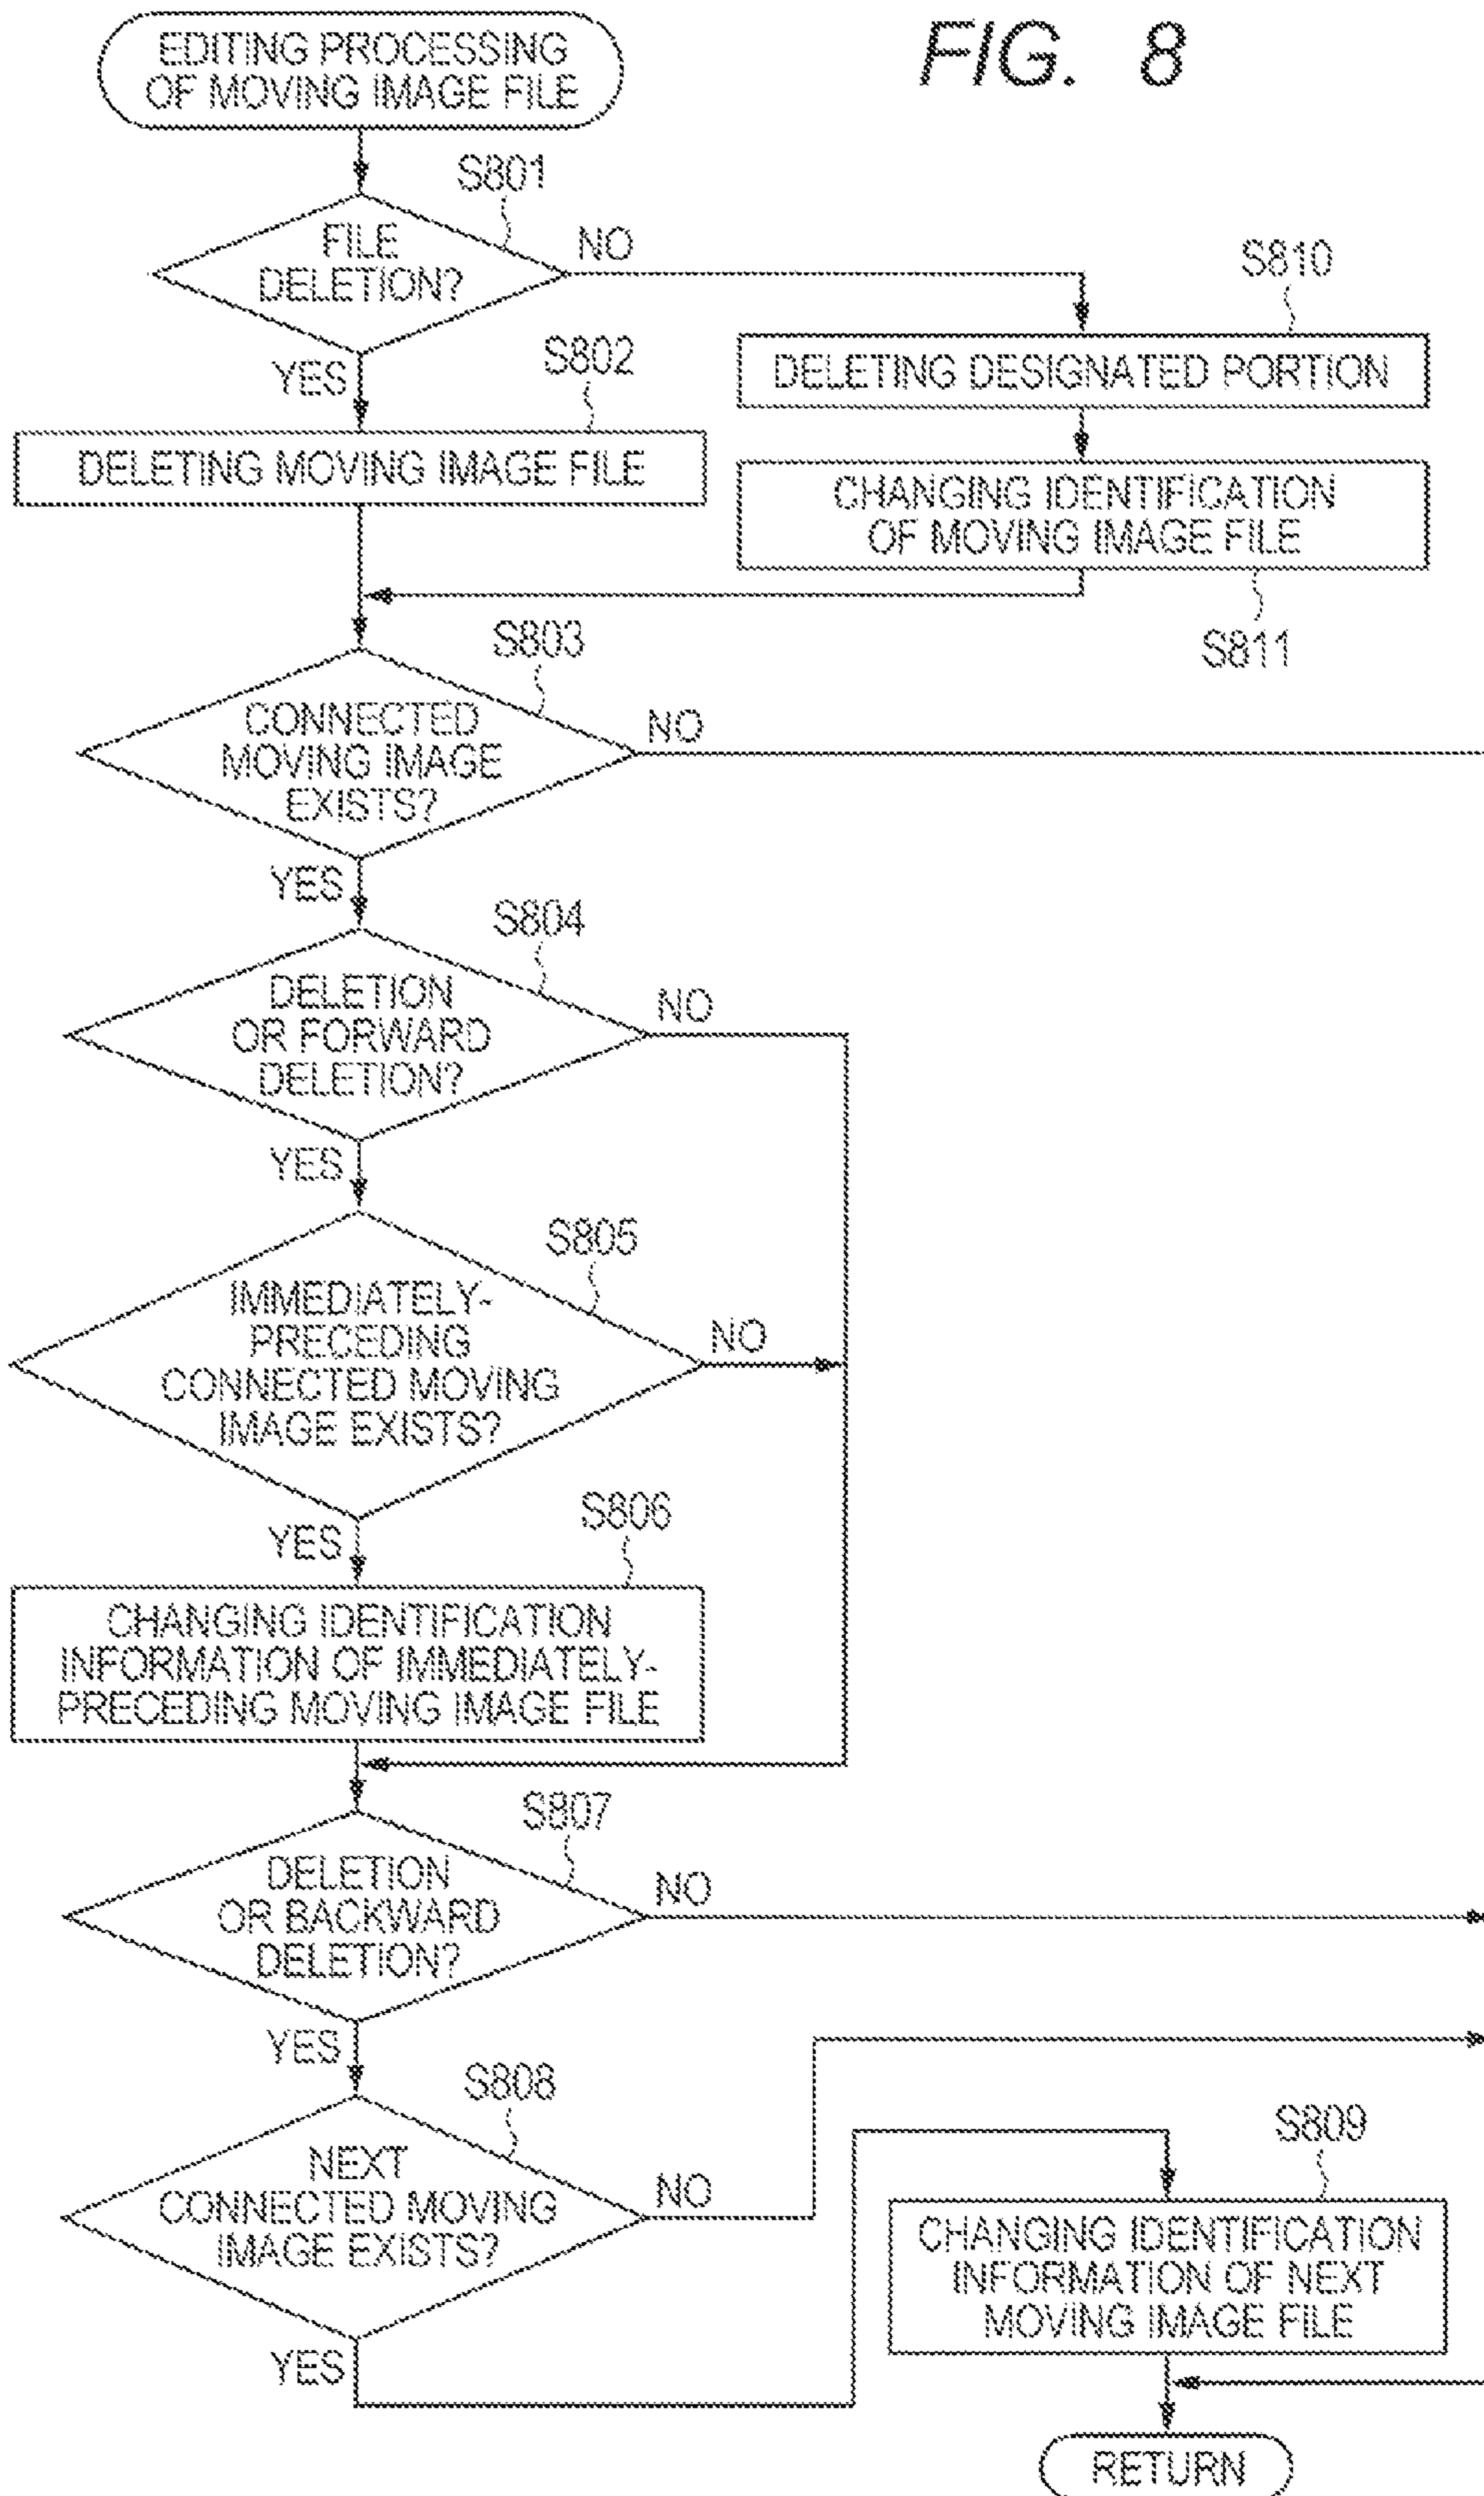 FIG. 8
EDITING PROCESSING
OF MOVING IMAGE FILE
S801
FILE
DELETION?
NO
YES
S810
DELETING DESIGNATED PORTION
S802
DELETING MOVING IMAGE FILE
CHANGING IDENTIFICATION
OF MOVING IMAGE FILE
S811
S803
CONNECTED
MOVING IMAGE
EXISTS?
NO
YES
S804
DELETION
OR FORWARD
DELETION?
NO
YES
S805
IMMEDIATELY-
PRECEDING
CONNECTED MOVING
IMAGE EXISTS?
NO
YES
S806
CHANGING IDENTIFICATION
INFORMATION OF IMMEDIATELY-
PRECEDING MOVING IMAGE FILE
S807
DELETION
OR BACKWARD
DELETION?
NO
YES
S808
NEXT
CONNECTED MOVING
IMAGE EXISTS?
NO
YES
S809
CHANGING IDENTIFICATION
INFORMATION OF NEXT
MOVING IMAGE FILE
RETURN